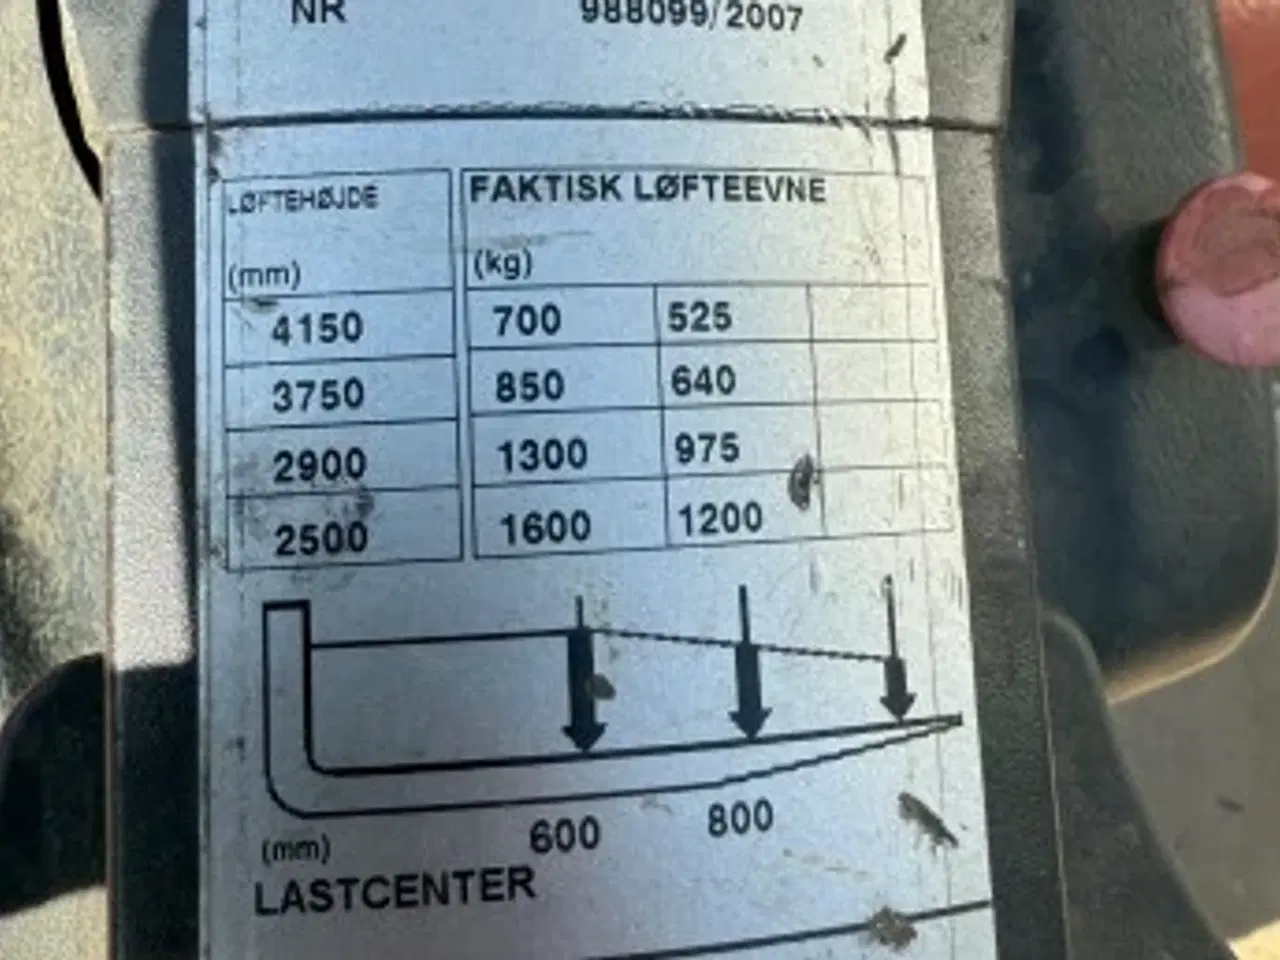 NR 988099/2007
LØFTEHØJDE FAKTISK LØFTEEVNE
(mm) (kg)
4150 700 525
3750 850 640
2900 1300 975
2500 1600 1200
(mm) 600 800
LASTCENTER